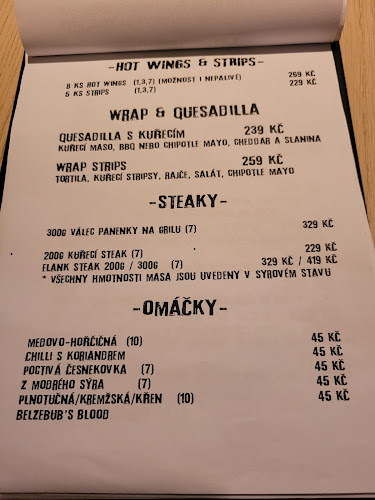 -HOT WINGS & STRIPS-
8 KS HOT WINGS (1,3,7) (MOŽNOST I NEPÁLIVÉ) 269 KČ
5 KS STRIPS (1,3,7) 229 KČ
WRAP & QUESADILLA
QUESADILLA S KUŘECÍM 239 KČ
KUŘECÍ MASO, BBQ NEBO CHIPOTLE MAYO, CHEDDAR A SLANINA
WRAP STRIPS 259 KČ
TORTILA, KUŘECÍ STRIPSY, RAJČE, SALÁT, CHIPOTLE MAYO
-STEAKY-
300G VÁLEC PANENKY NA GRILU (7) 329 KČ
200G KUŘECÍ STEAK (7) 229 KČ
FLANK STEAK 200G / 300G (7) 329 KČ / 419 KČ
* VŠECHNY HMOTNOSTI MASA JSOU UVEDENY V SYROVÉM STAVU
-OMÁČKY-
MEDOVO-HOŘČIČNÁ (10) 45 KČ
CHILLI S KORIANDREM 45 KČ
POCTIVÁ ČESNEKOVKA (7) 45 KČ
Z MODRÉHO SÝRA (7) 45 KČ
PLNOTUČNÁ/KREMŽSKÁ/KŘEN (10) 45 KČ
BELZEBUB'S BLOOD